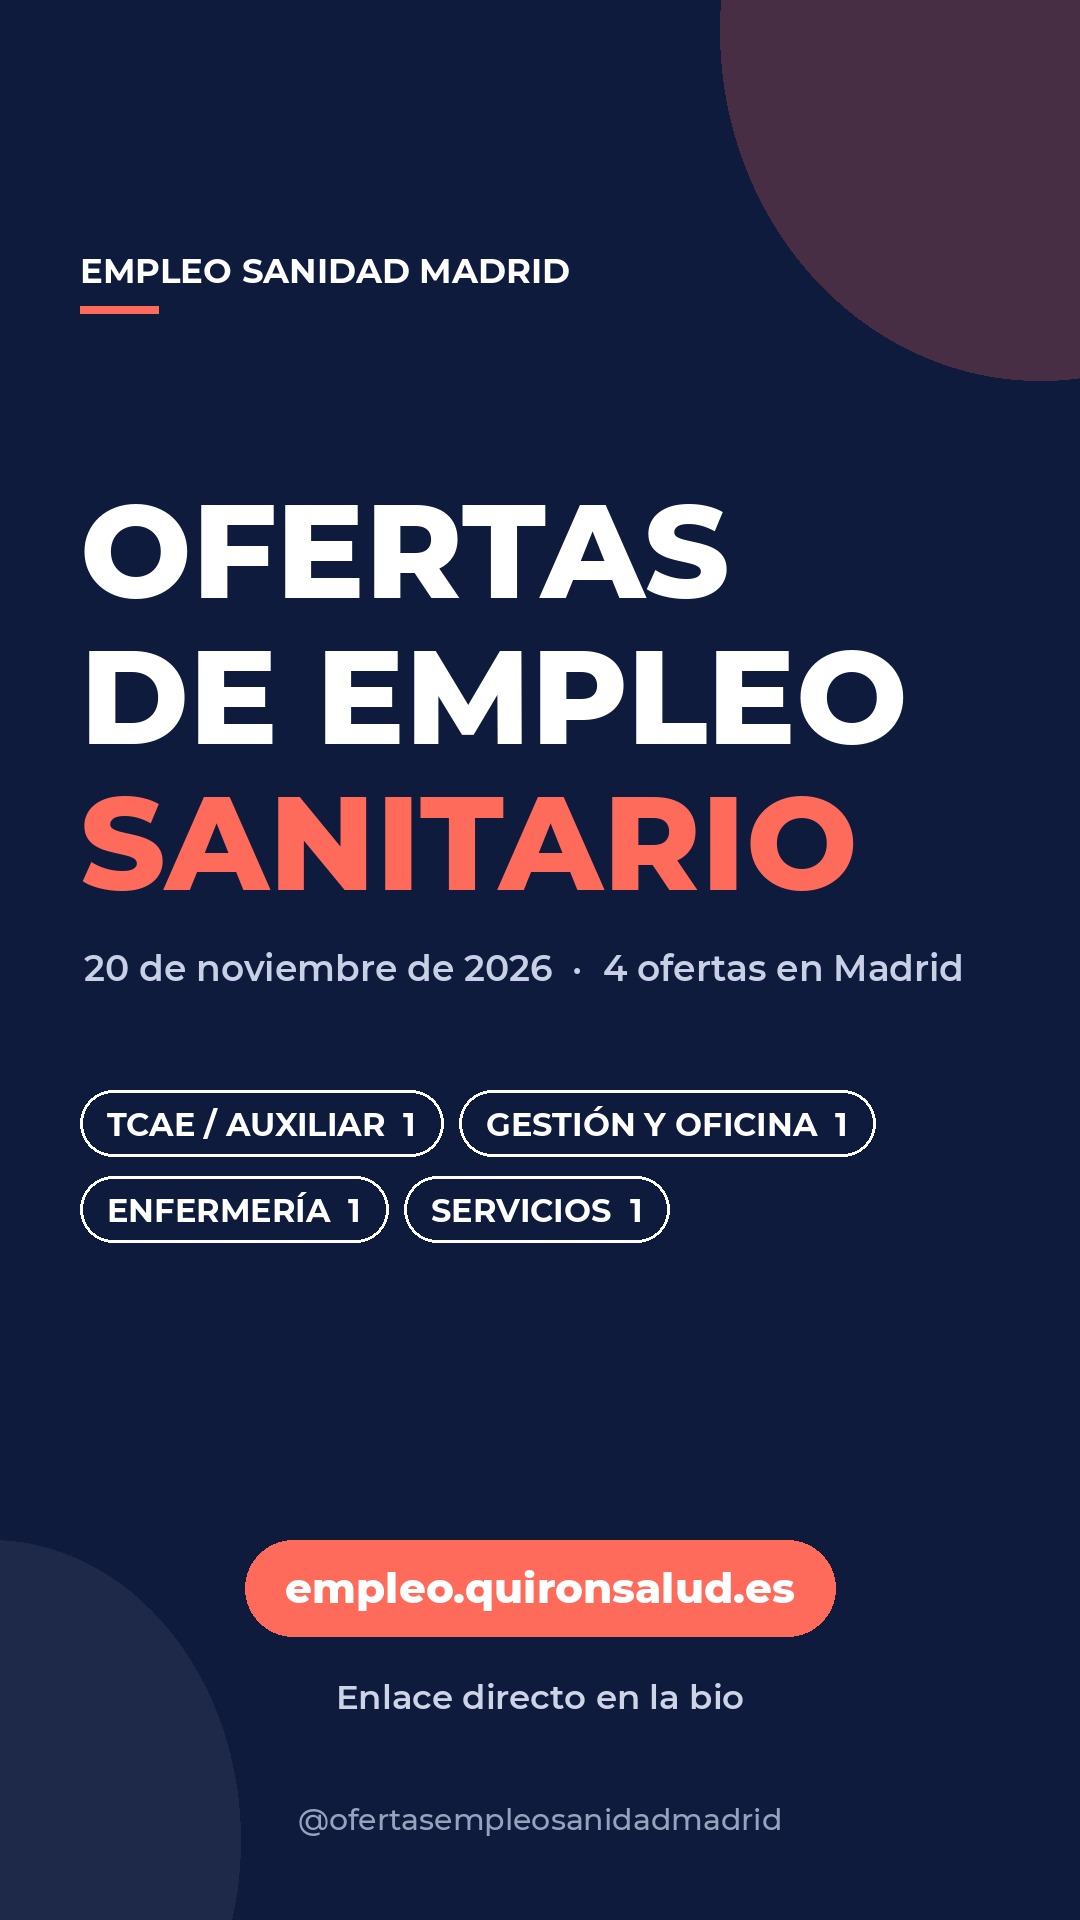 EMPLEO SANIDAD MADRID
OFERTAS
DE EMPLEO
SANITARIO
20 de noviembre de 2026 · 4 ofertas en Madrid
TCAE / AUXILIAR 1 GESTIÓN Y OFICINA 1
ENFERMERÍA 1 SERVICIOS 1
empleo.quironsalud.es
Enlace directo en la bio
@ofertasempleosanidadmadrid